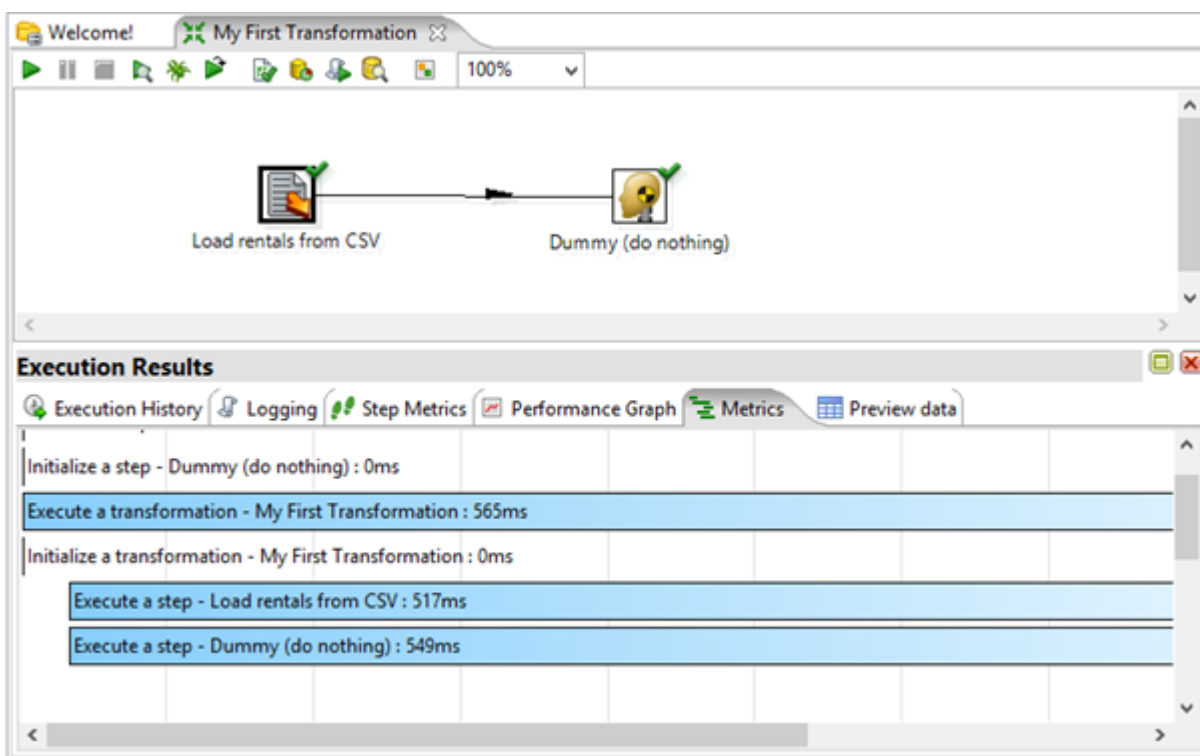 Welcome!
My First Transformation
100%
Load rentals from CSV
Dummy (do nothing)
Execution Results
Execution History
Logging
Step Metrics
Performance Graph
Metrics
Preview data
Initialize a step - Dummy (do nothing) : 0ms
Execute a transformation - My First Transformation : 565ms
Initialize a transformation - My First Transformation : 0ms
Execute a step - Load rentals from CSV : 517ms
Execute a step - Dummy (do nothing) : 549ms